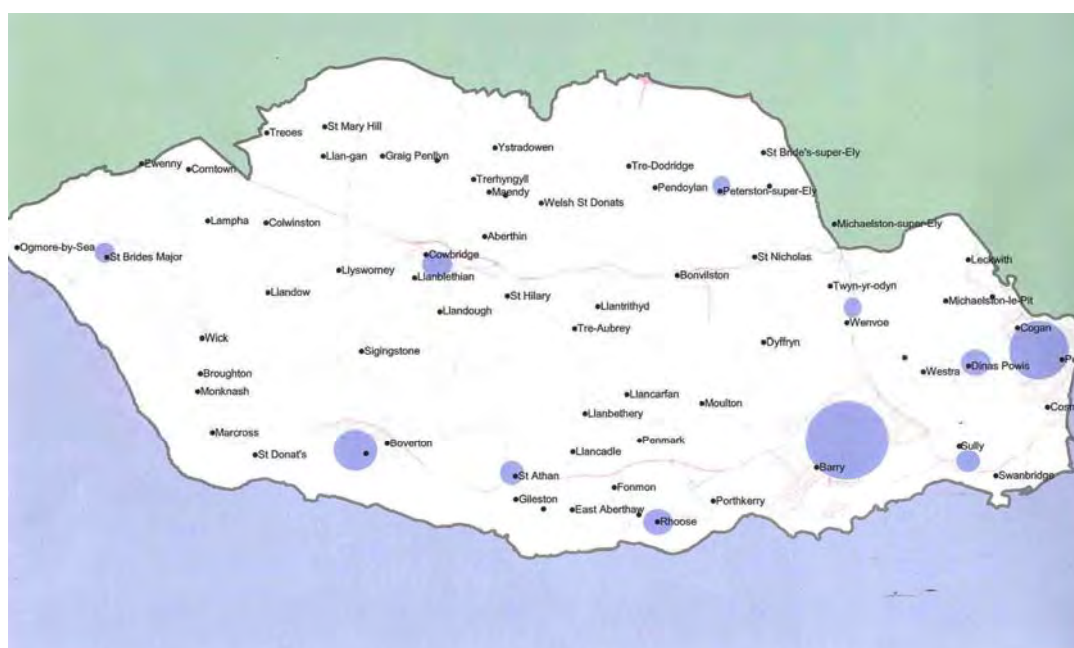 St Mary Hill
Treoes
Ystradowen
St Bride's-super-Ely
Llan-gan
Graig Penllyn
Ewenny
Corntown
Tre-Dodridge
Trerhyngyll
Maendy
Pendoylan
Peterston-super-Ely
Welsh St Donats
Lampha
Colwinston
Michaelston-super-Ely
Aberthin
Ogmore-by-Sea
St Brides Major
Cowbridge
St Nicholas
Leckwith
Llysworney
Llanblethian
Bonvilston
Twyn-yr-odyn
Llandow
St Hilary
Michaelston-le-Pit
Llandough
Llantrithyd
Wenvoe
Tre-Aubrey
Cogan
Wick
Dyffryn
Sigingstone
Dinas Powis
Westra
Broughton
Monknash
Llancarfan
Moulton
Llanbethery
Marcross
Boverton
Penmark
Sully
St Donat's
Llancadle
Barry
St Athan
Swanbridge
Fonmon
Gileston
Porthkerry
East Aberthaw
Rhoose